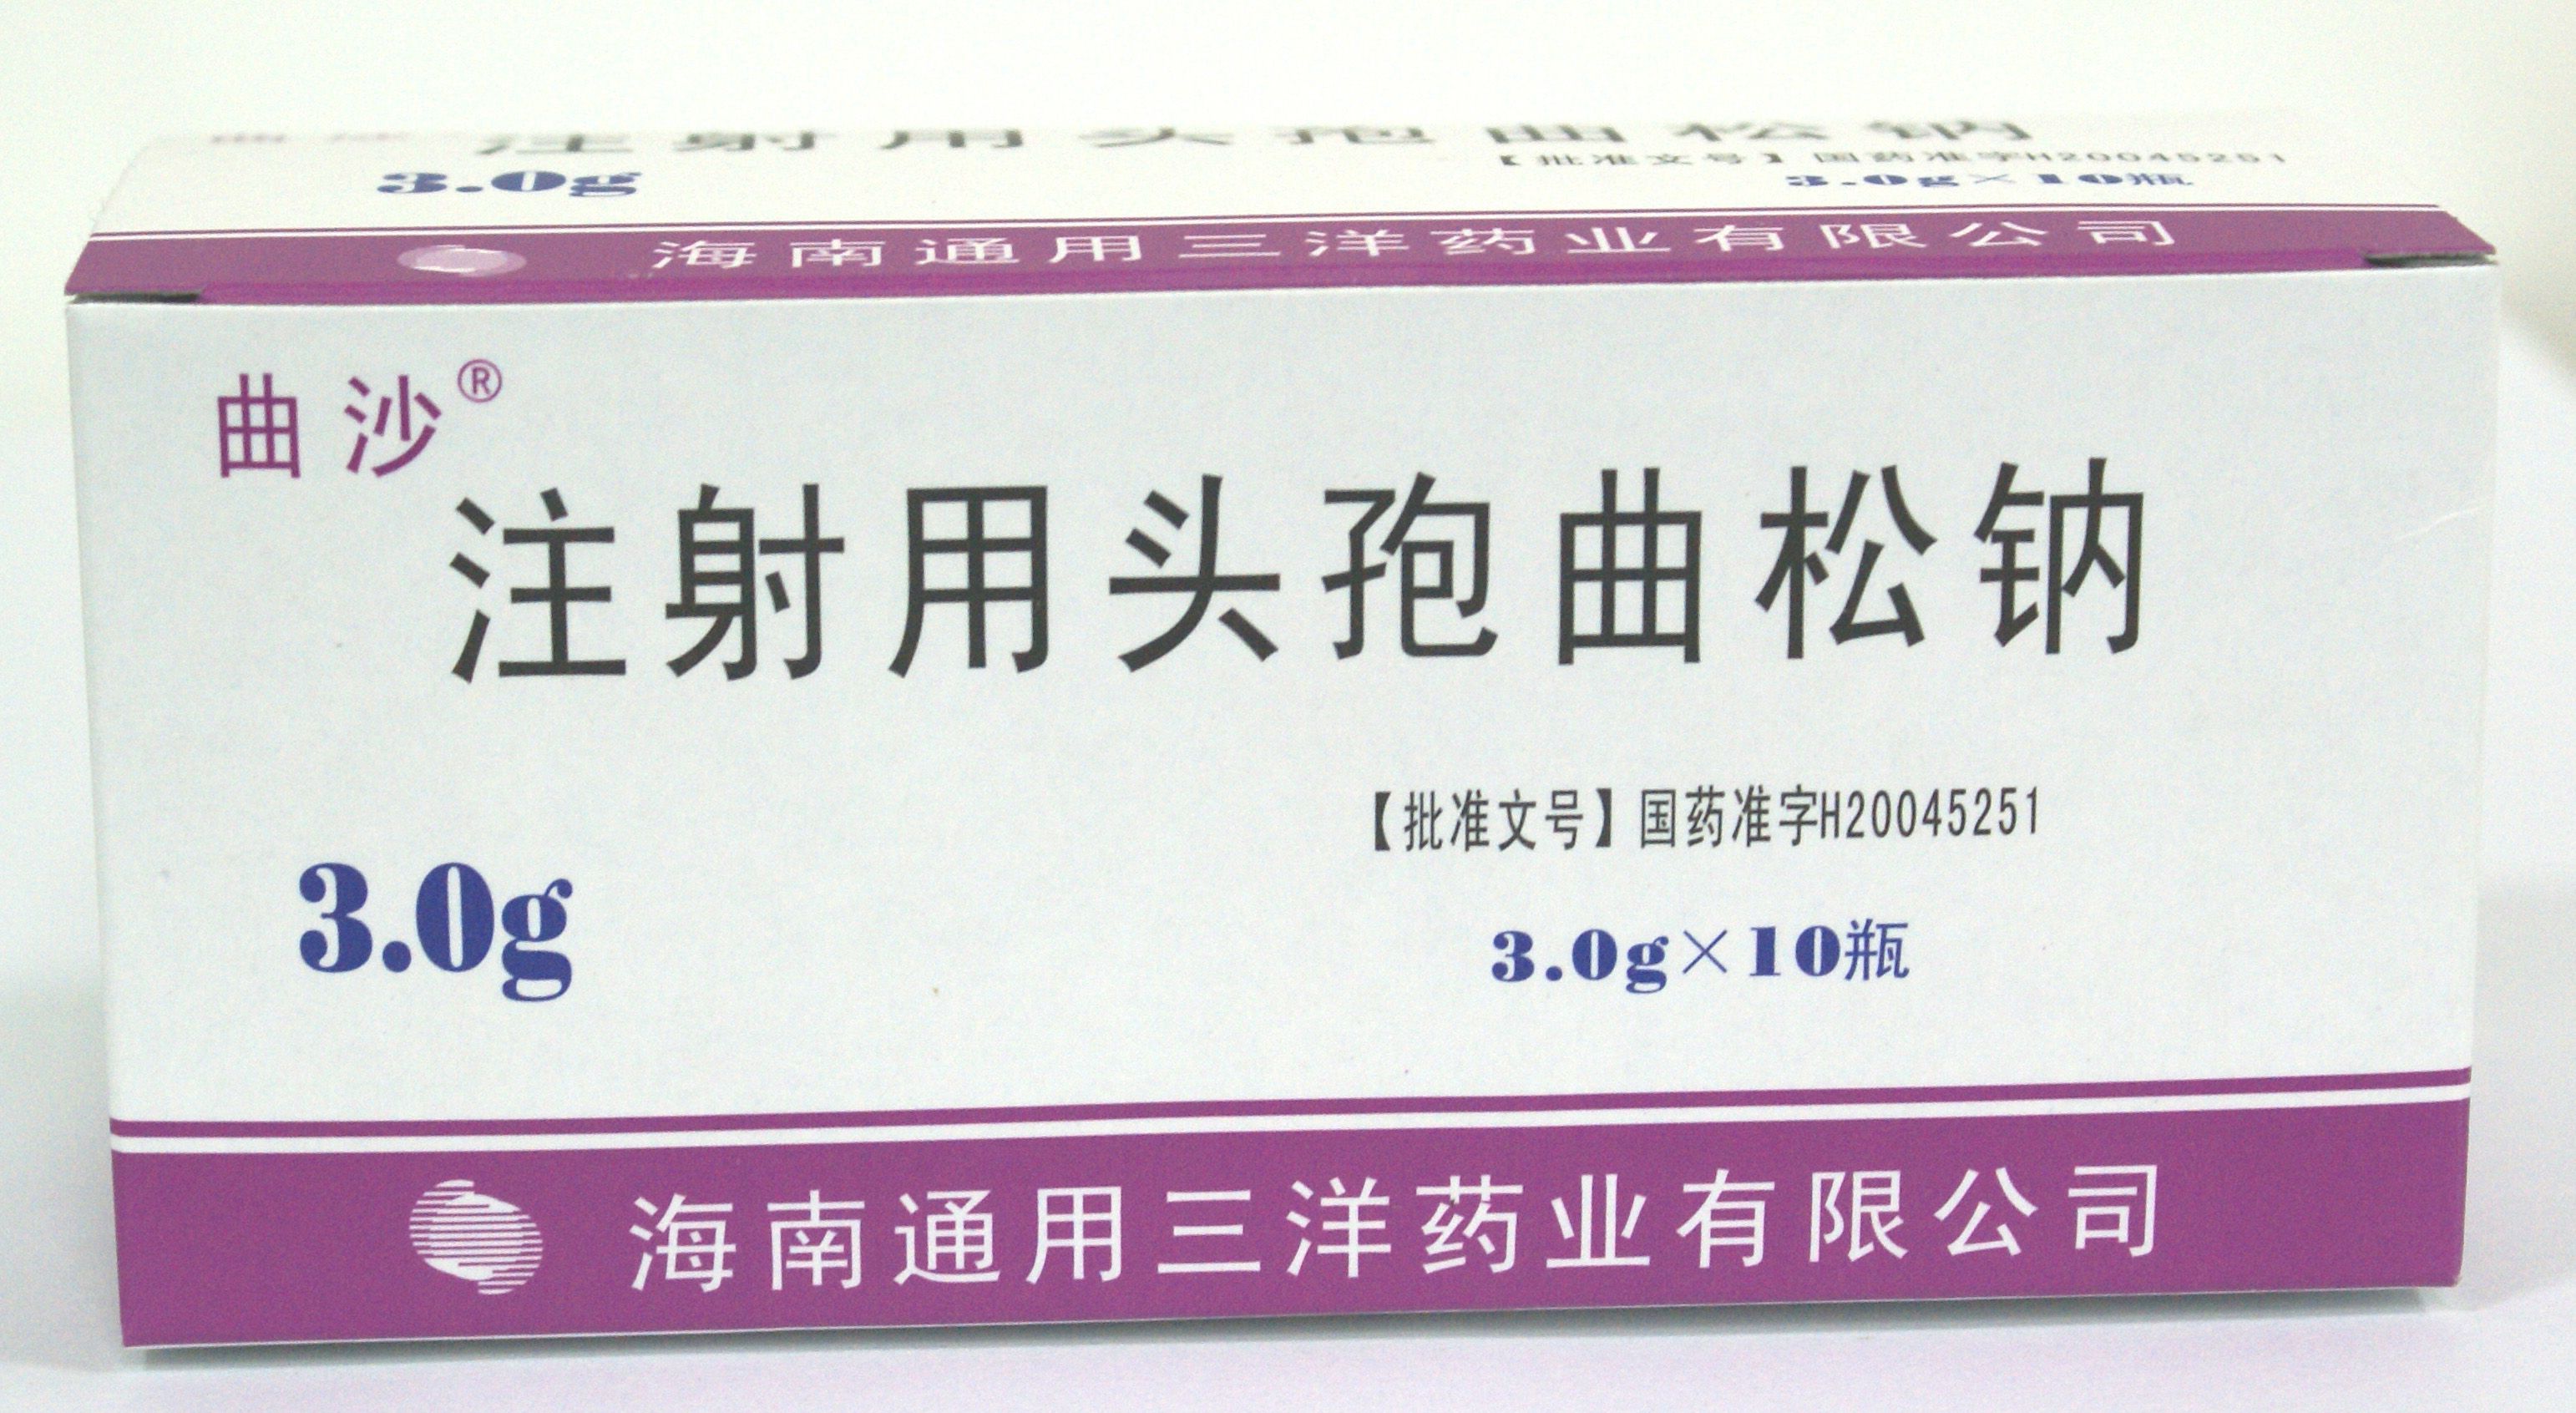 注射用头孢曲松钠
【批准文号】国药准字H20045251
3.0g
3.0g×10瓶
海南通用三洋药业有限公司
曲沙®
注射用头孢曲松钠
【批准文号】国药准字H20045251
3.0g
3.0g×10瓶
海南通用三洋药业有限公司